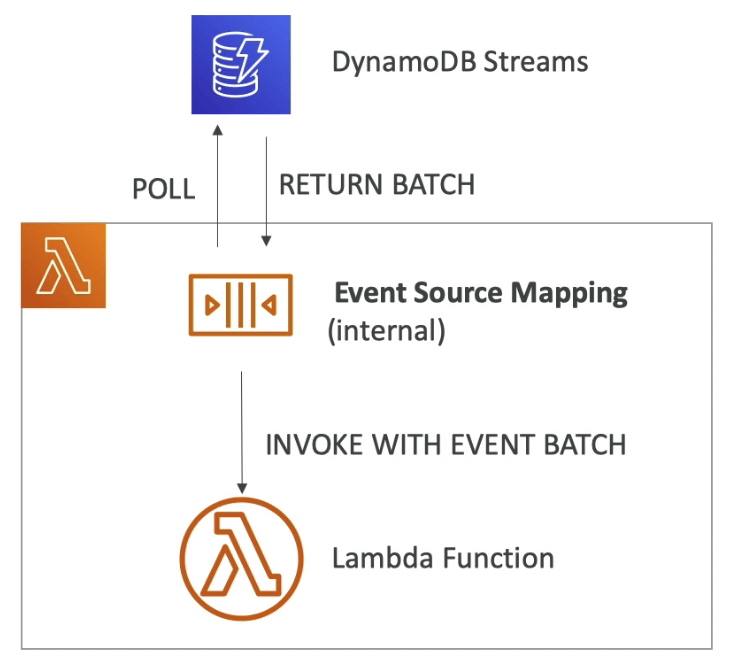 DynamoDB Streams
POLL
RETURN BATCH
Event Source Mapping
(internal)
INVOKE WITH EVENT BATCH
Lambda Function